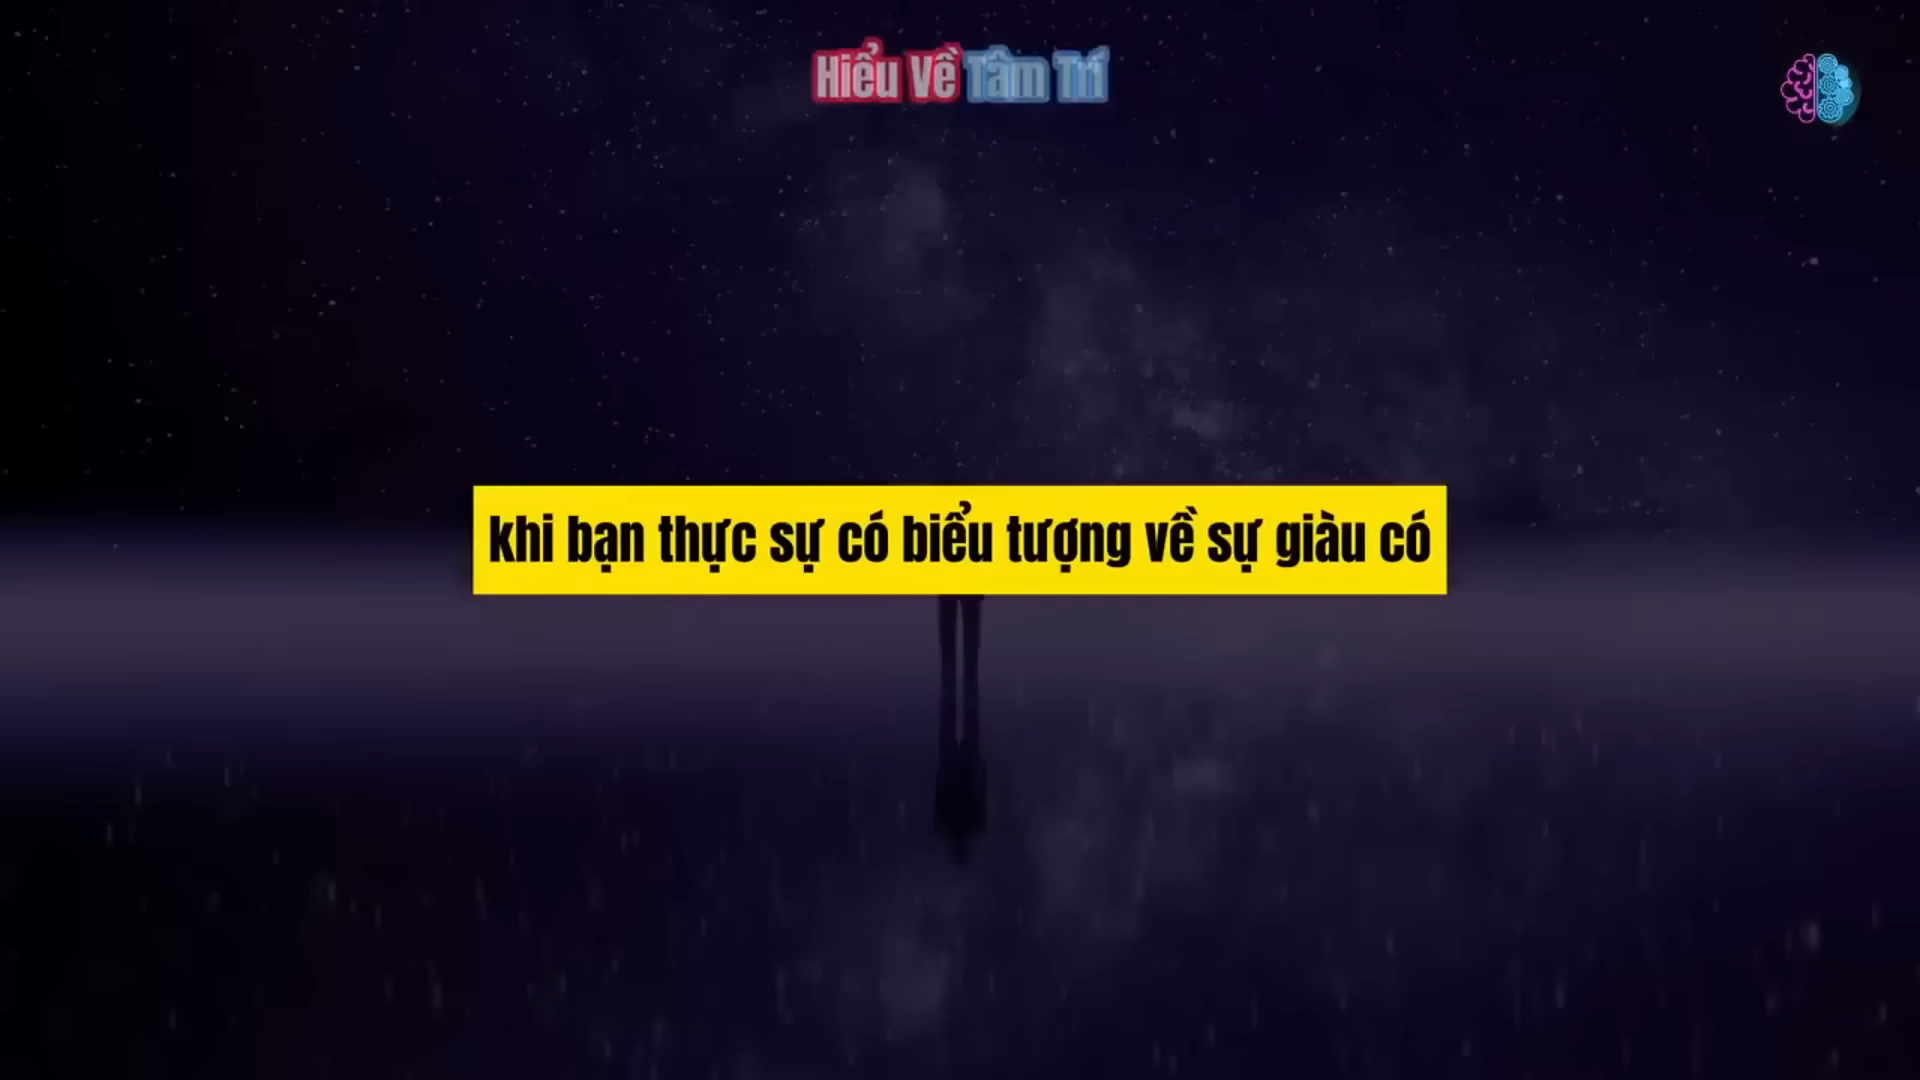 Hiểu Về Tâm Trí
khi bạn thực sự có biểu tượng về sự giàu có